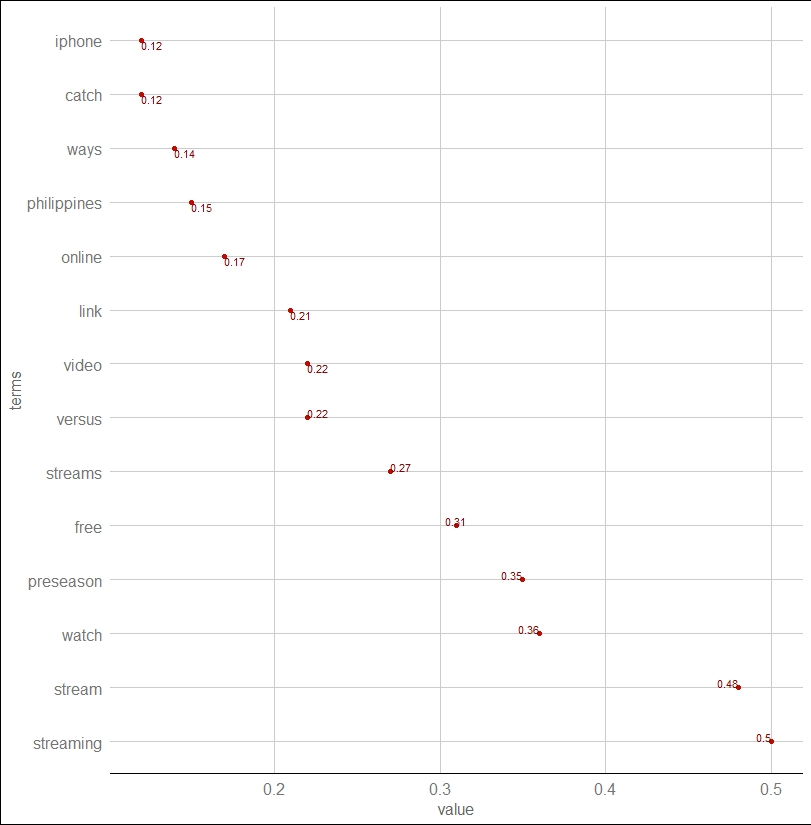 iphone
0.12
catch
0.12
ways
0.14
philippines
0.15
online
0.17
link
0.21
video
0.22
versus
0.22
streams
0.27
free
0.31
preseason
0.35
watch
0.36
stream
0.48
streaming
0.5
terms
0.2 0.3 0.4 0.5
value